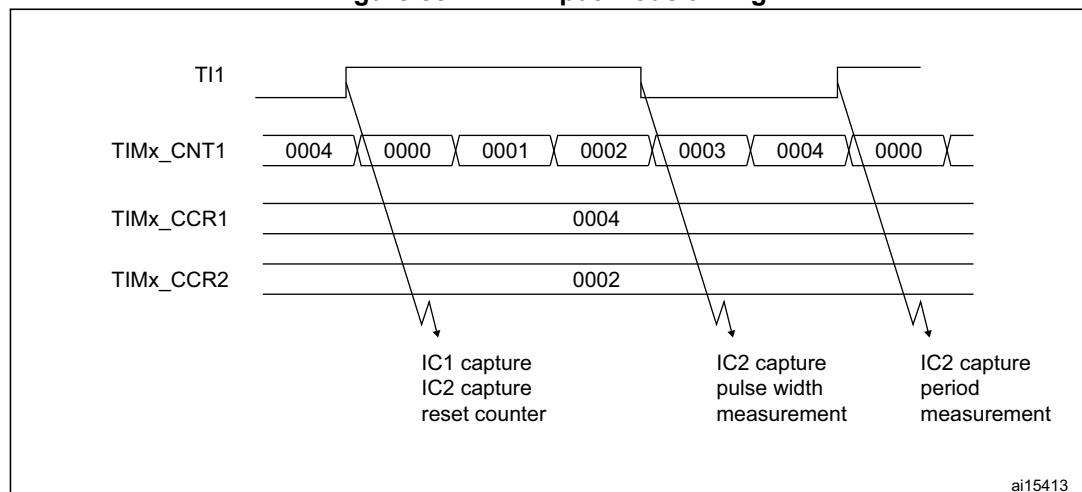 TI1
TIMx_CNT1 0004 0000 0001 0002 0003 0004 0000
TIMx_CCR1 0004
TIMx_CCR2 0002
IC1 capture
IC2 capture
reset counter
IC2 capture
pulse width
measurement
IC2 capture
period
measurement
ai15413